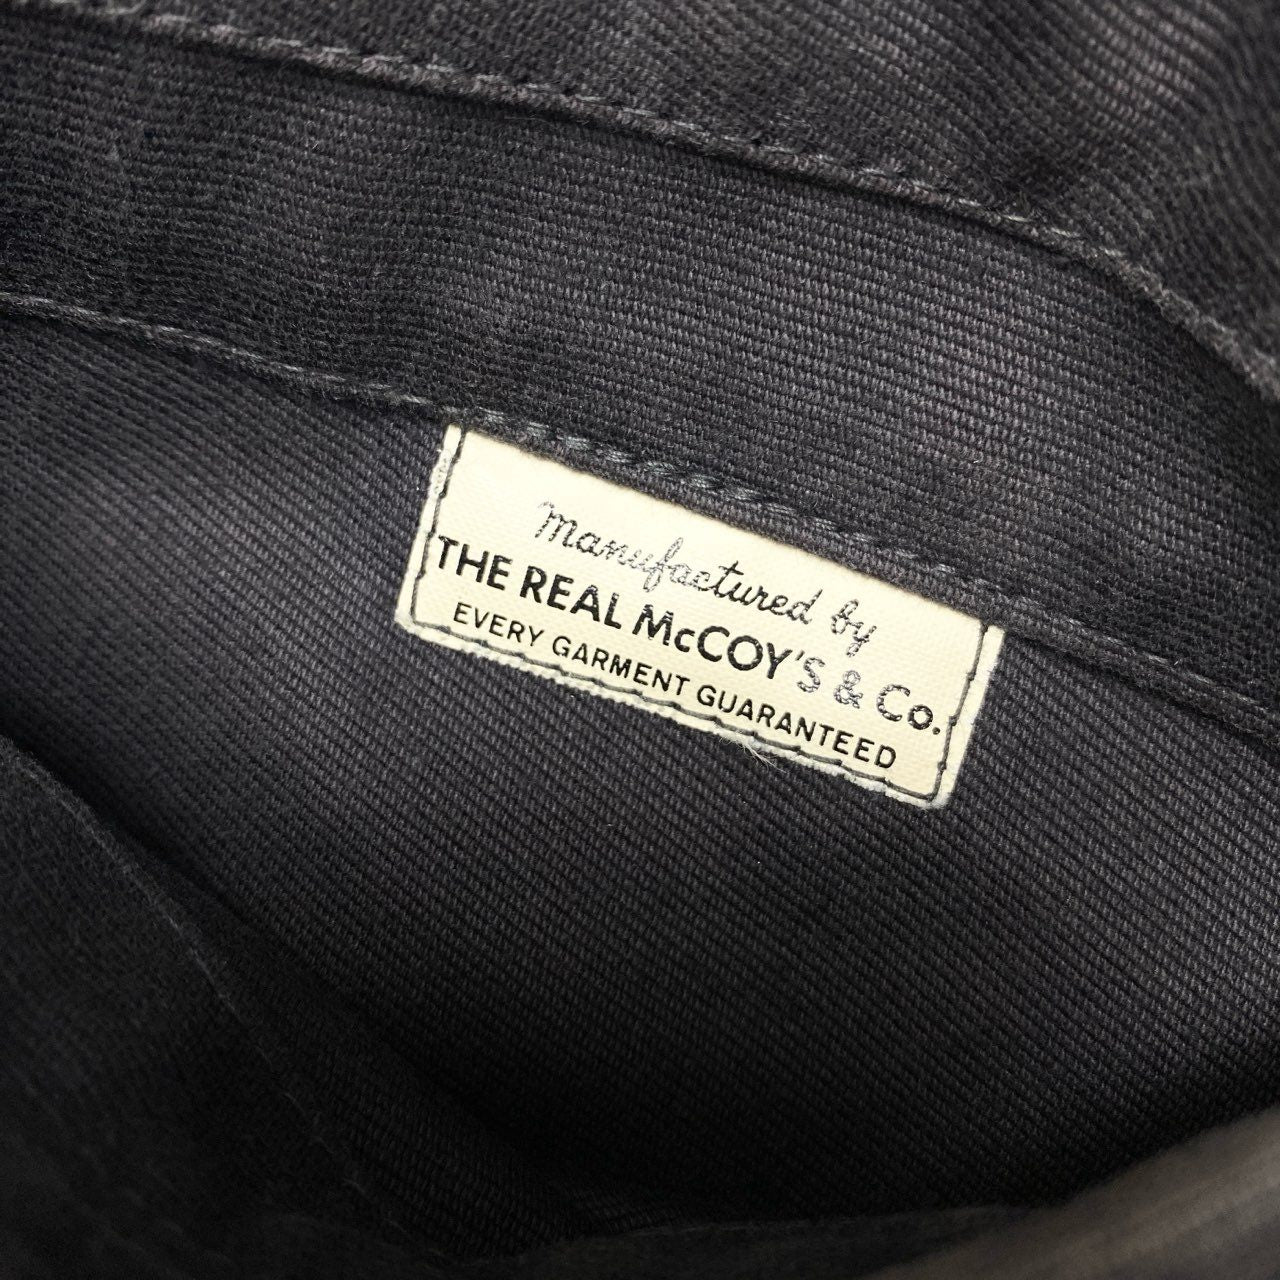 Manufactured by
THE REAL McCOY'S & Co.
EVERY GARMENT GUARANTEED